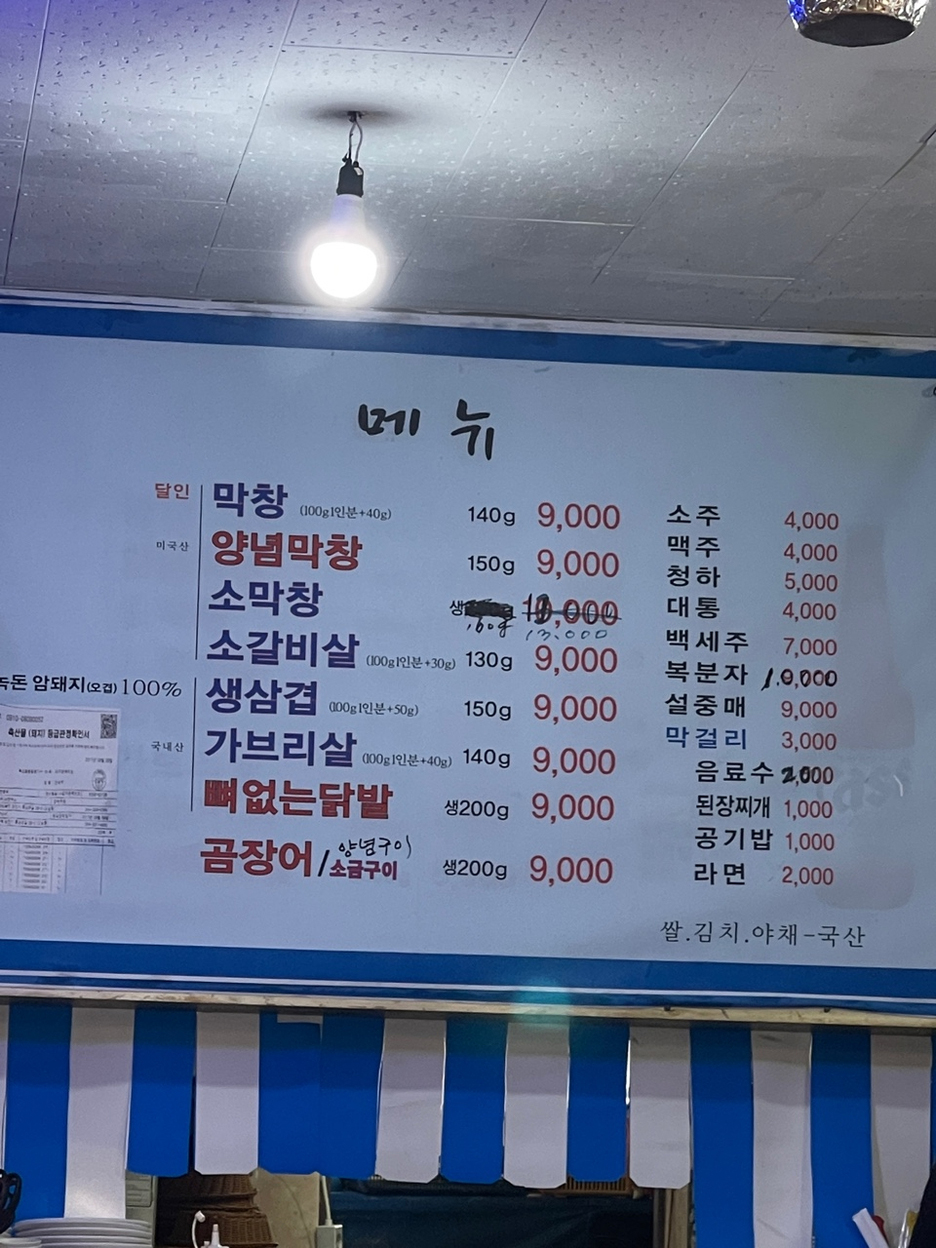 메뉴
달인
막창 (100g1인분+40g) 140g 9,000
미국산
양념막창 150g 9,000
소막창 생 160g 13,000
소갈비살 (100g1인분+30g) 130g 9,000
녹돈 암돼지(오겹)100%
생삼겹 (100g1인분+50g) 150g 9,000
국내산
가브리살 (100g1인분+40g) 140g 9,000
뼈없는닭발 생200g 9,000
곰장어/양념구이
소금구이 생200g 9,000
소주 4,000
맥주 4,000
청하 5,000
대통 4,000
백세주 7,000
복분자 10,000
설중매 9,000
막걸리 3,000
음료수 2,000
된장찌개 1,000
공기밥 1,000
라면 2,000
쌀.김치.야채-국산
축산물(돼지)등급판정확인서